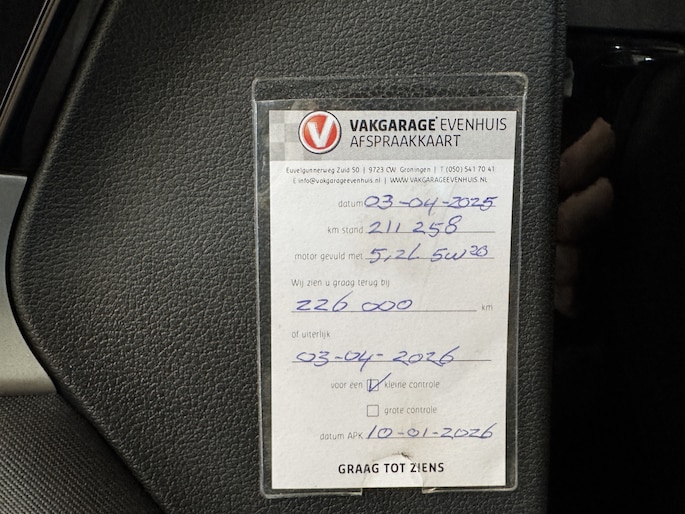 V VAKGARAGE® EVENHUIS
AFSPRAAKKAART
Euvelgunnerweg Zuid 50 | 9723 CW Groningen | T (050) 541 70 41
E info@vakgarageevenhuis.nl | WWW.VAKGARAGEEVENHUIS.NL
datum 03-04-2025
km stand 211 258
motor gevuld met 5,2L 5w20
Wij zien u graag terug bij
226 000 km
of uiterlijk
03-04-2026
voor een kleine controle
grote controle
datum APK 10-01-2026
GRAAG TOT ZIENS